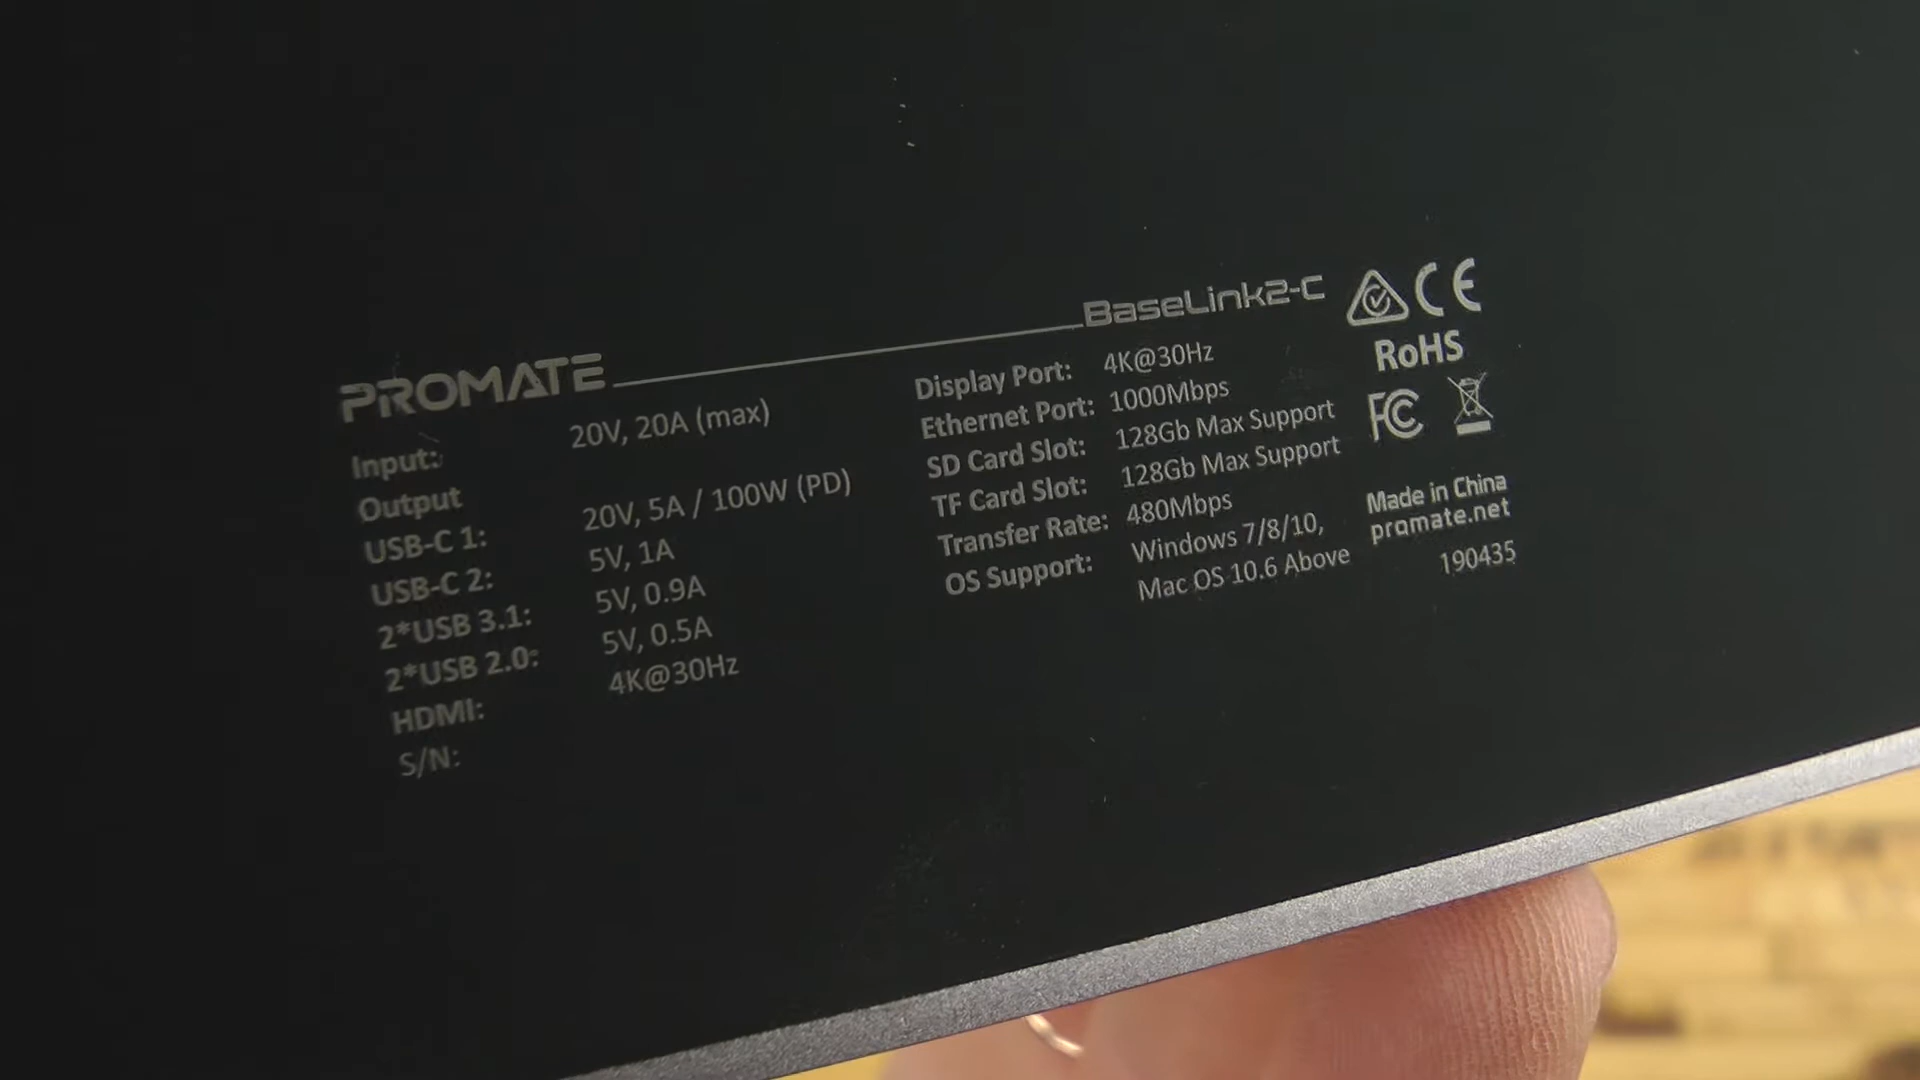 PROMATE BaseLink2-C
Input: 20V, 20A (max)
Output
USB-C 1: 20V, 5A / 100W (PD)
USB-C 2: 5V, 1A
2*USB 3.1: 5V, 0.9A
2*USB 2.0: 5V, 0.5A
HDMI: 4K@30Hz
S/N:
Display Port: 4K@30Hz
Ethernet Port: 1000Mbps
SD Card Slot: 128Gb Max Support
TF Card Slot: 128Gb Max Support
Transfer Rate: 480Mbps
OS Support: Windows 7/8/10,
Mac OS 10.6 Above
CE
RoHS
FC
Made in China
promate.net
190435